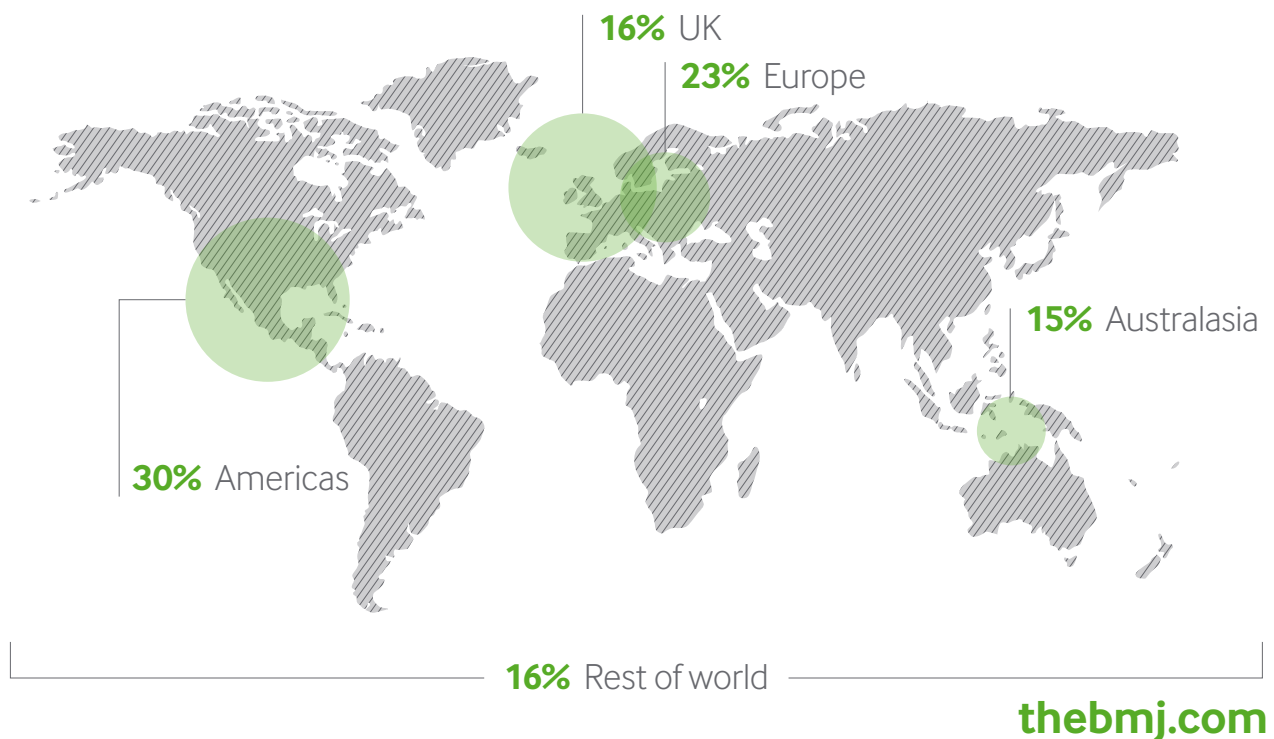 16% UK
23% Europe
15% Australasia
30% Americas
16% Rest of world
thebmj.com